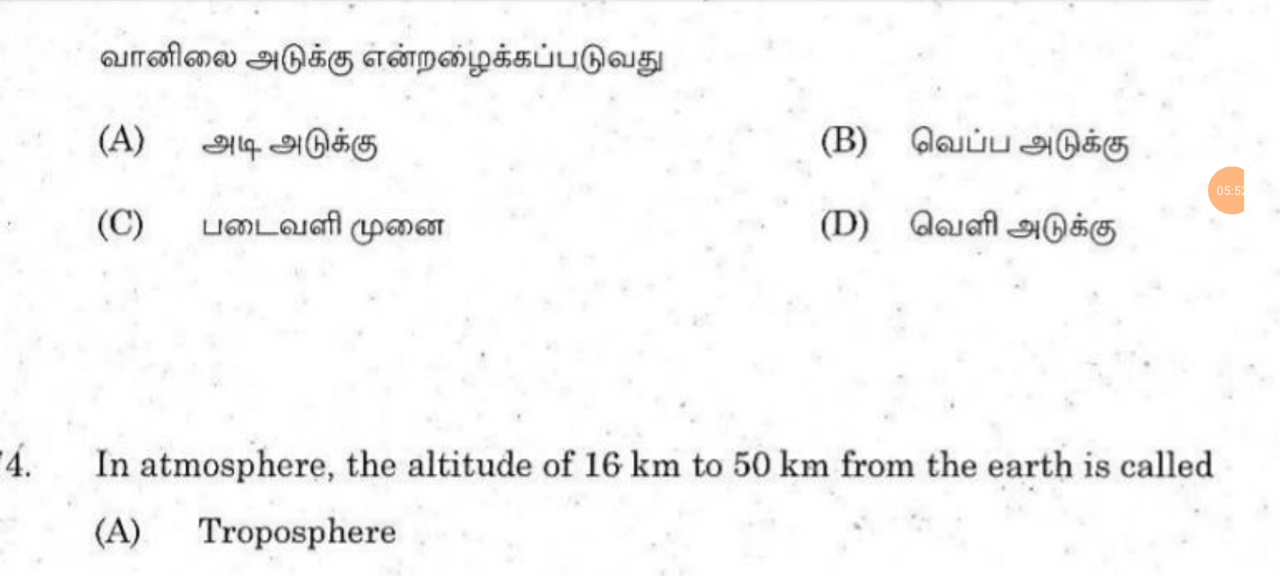 வானிலை அடுக்கு என்றழைக்கப்படுவது
(A) அடி அடுக்கு
(B) வெப்ப அடுக்கு
(C) படைவளி முனை
(D) வெளி அடுக்கு
4. In atmosphere, the altitude of 16 km to 50 km from the earth is called
(A) Troposphere